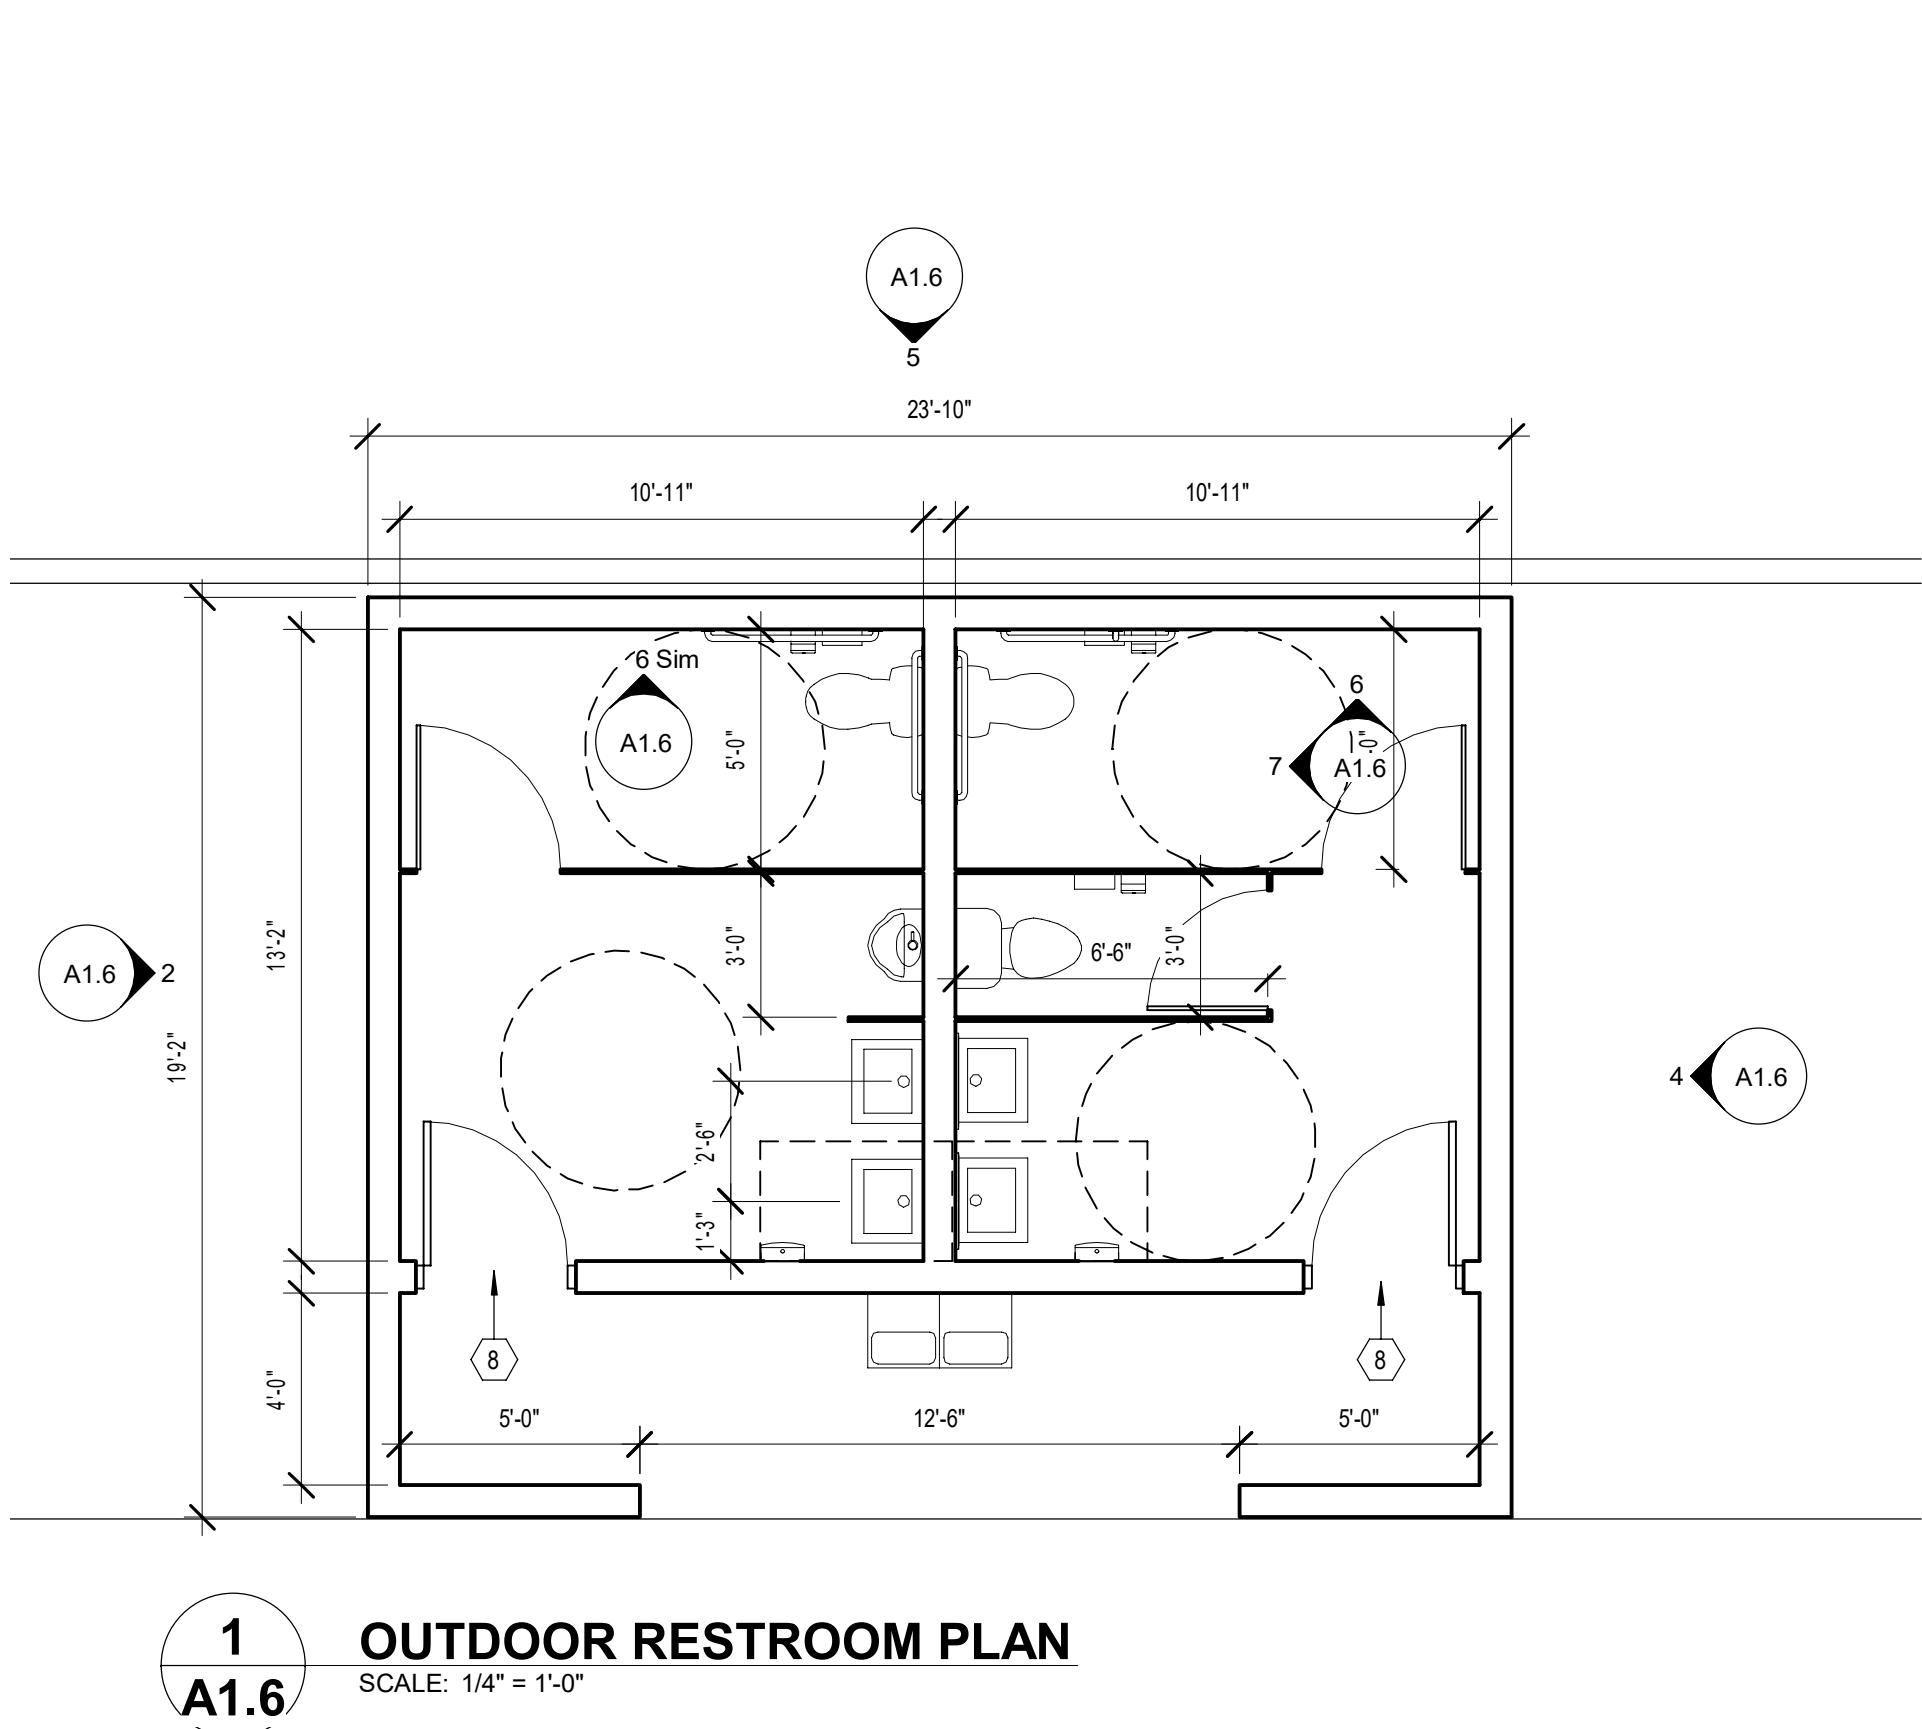 A1.6
5
23'-10"
10'-11"
10'-11"
6 Sim
A1.6
5'-0"
6
7
A1.6
13'-2"
3'-0"
6'-6"
3'-0"
A1.6
2
19'-2"
4
A1.6
2'-6"
1'-3"
8
8
4'-0"
5'-0"
12'-6"
5'-0"
1
OUTDOOR RESTROOM PLAN
A1.6
SCALE: 1/4" = 1'-0"